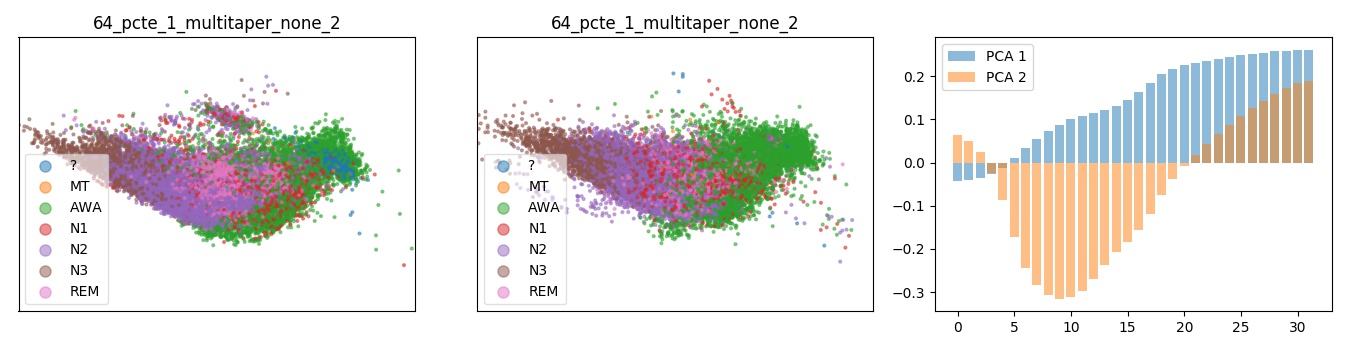 64_pcte_1_multitaper_none_2
?
MT
AWA
N1
N2
N3
REM
64_pcte_1_multitaper_none_2
?
MT
AWA
N1
N2
N3
REM
PCA 1
PCA 2
0.2
0.1
0.0
−0.1
−0.2
−0.3
0 5 10 15 20 25 30